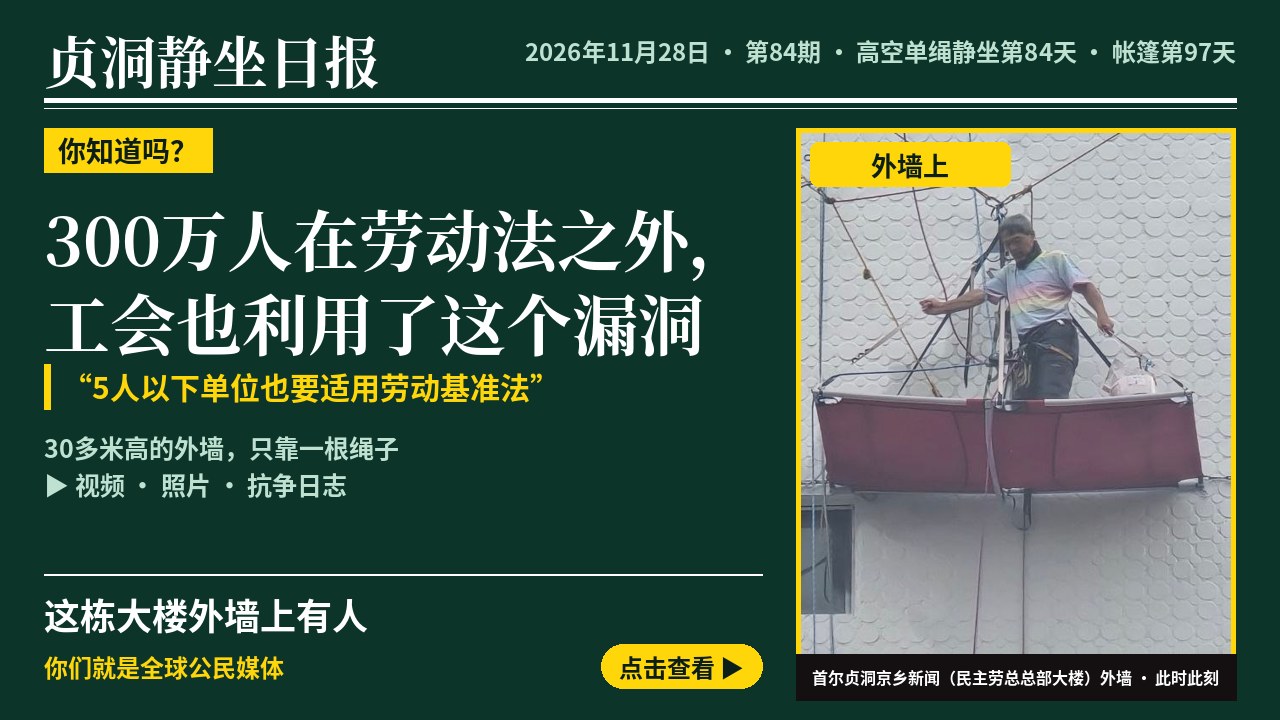 贞洞静坐日报
2026年11月28日 · 第84期 · 高空单绳静坐第84天 · 帐篷第97天
你知道吗?
300万人在劳动法之外,
工会也利用了这个漏洞
“5人以下单位也要适用劳动基准法”
30多米高的外墙，只靠一根绳子
▶ 视频 · 照片 · 抗争日志
这栋大楼外墙上有人
你们就是全球公民媒体
点击查看 ▶
外墙上
首尔贞洞京乡新闻（民主劳总总部大楼）外墙 · 此时此刻